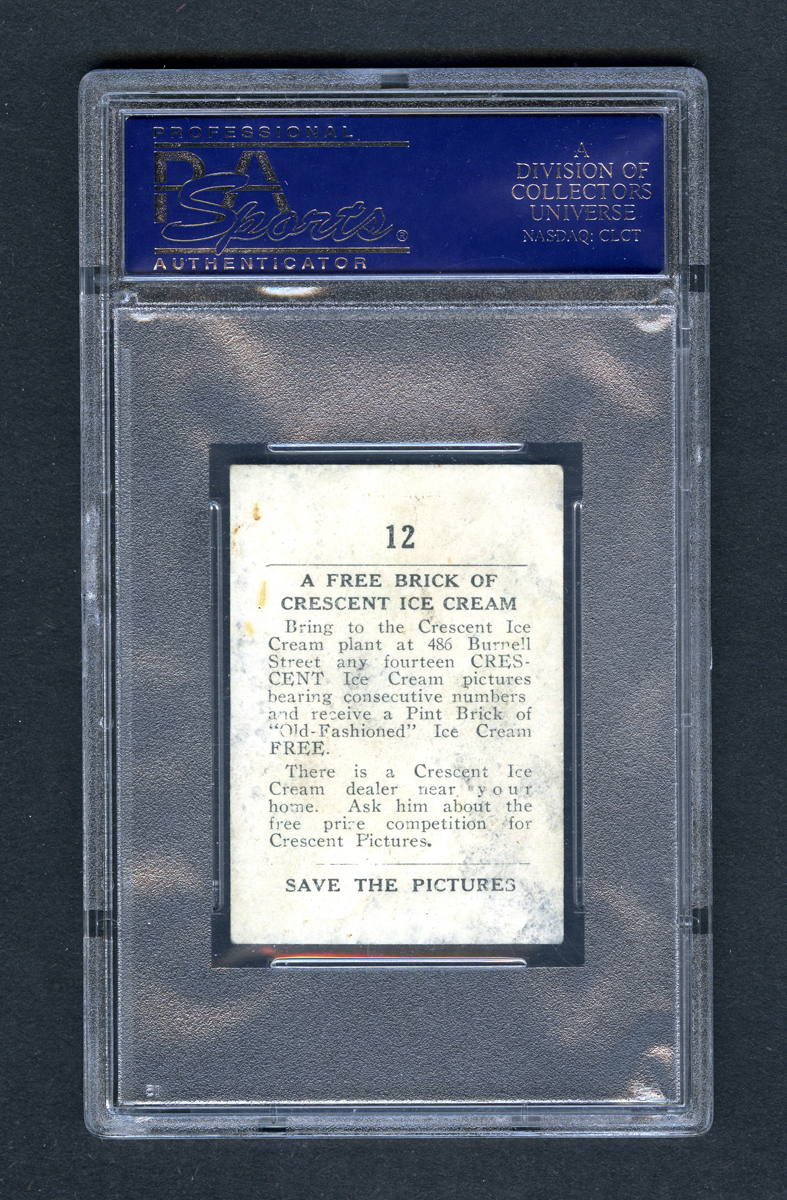 PROFESSIONAL
PSA
Sports®
AUTHENTICATOR
A
DIVISION OF
COLLECTORS
UNIVERSE
NASDAQ: CLCT
12
A FREE BRICK OF
CRESCENT ICE CREAM
Bring to the Crescent Ice
Cream plant at 486 Burnell
Street any fourteen CRES-
CENT Ice Cream pictures
bearing consecutive numbers
and receive a Pint Brick of
"Old-Fashioned" Ice Cream
FREE.
There is a Crescent Ice
Cream dealer near your
home. Ask him about the
free prize competition for
Crescent Pictures.
SAVE THE PICTURES